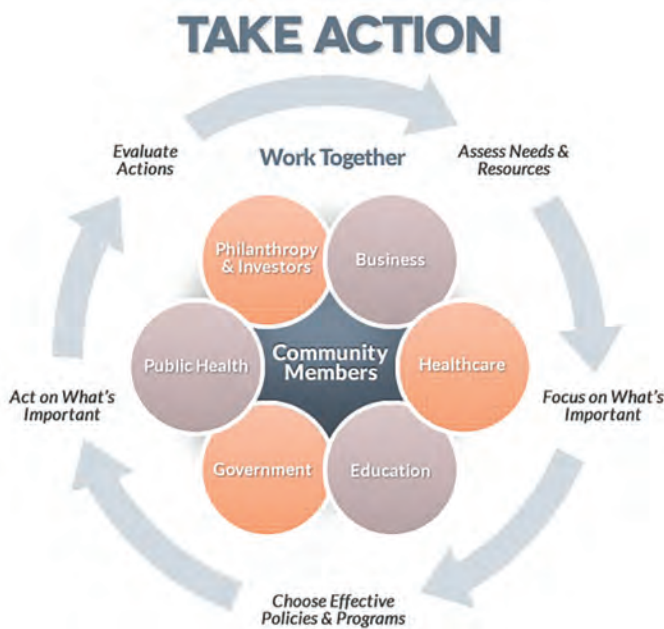 TAKE ACTION
Evaluate
Actions
Work Together
Assess Needs &
Resources
Philanthropy
& Investors
Business
Public Health
Community
Members
Healthcare
Act on What's
Important
Focus on What's
Important
Government
Education
Choose Effective
Policies & Programs